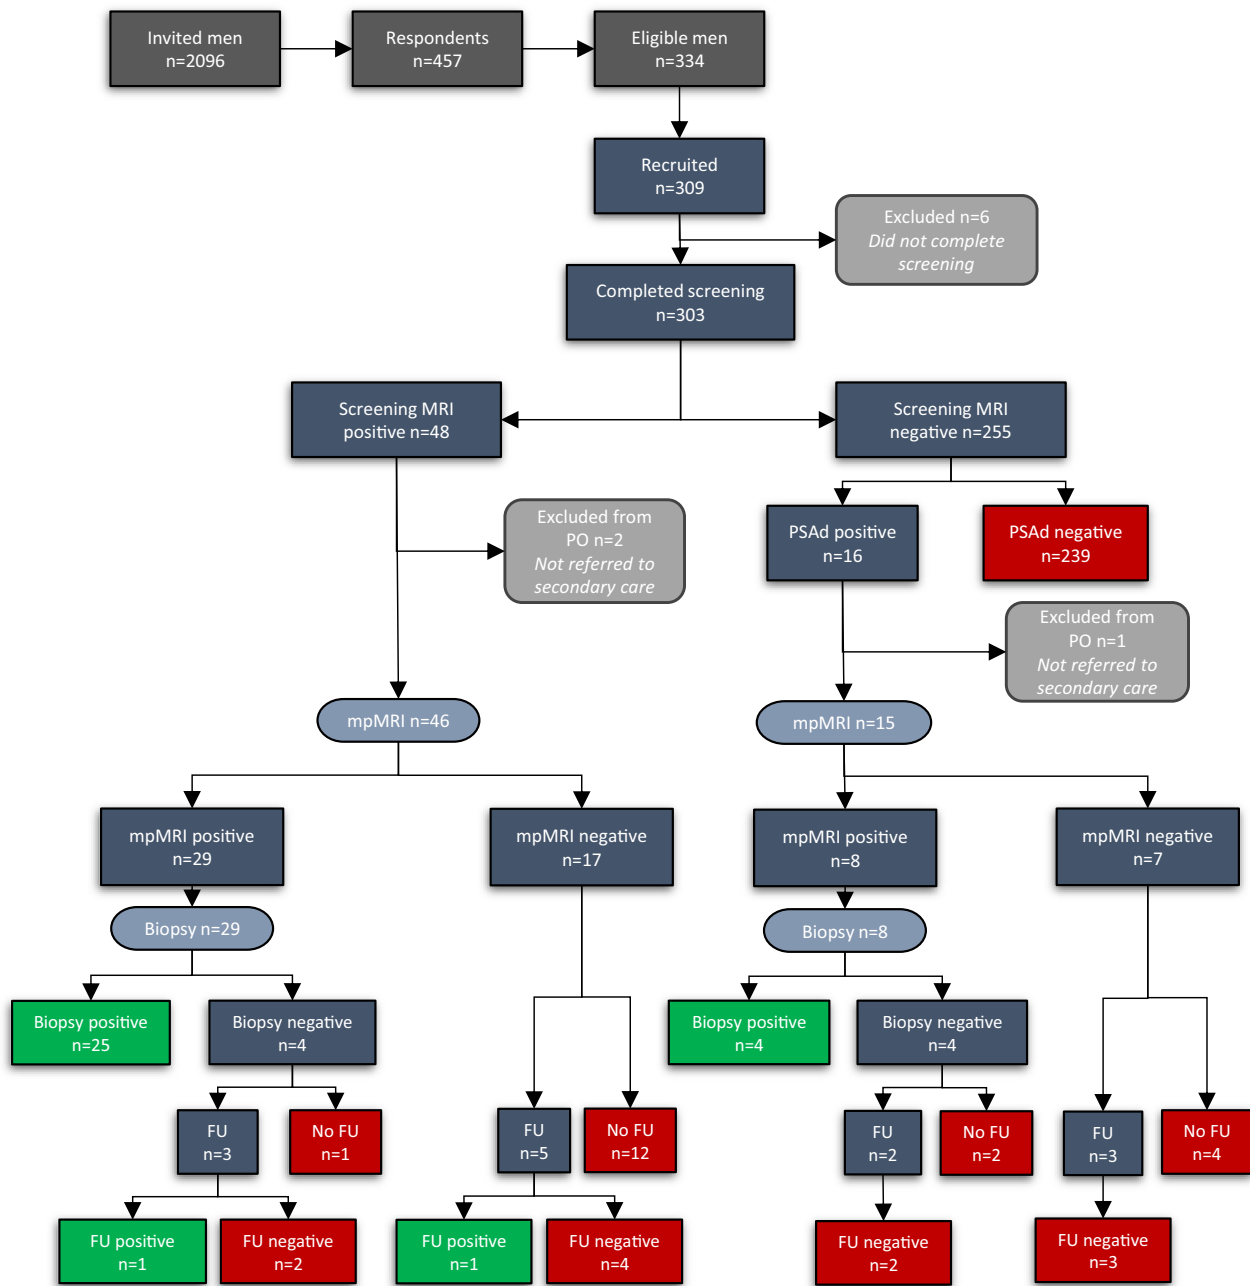 Invited men
n=2096
Respondents
n=457
Eligible men
n=334
Recruited
n=309
Excluded n=6
Did not complete
screening
Completed screening
n=303
Screening MRI
positive n=48
Screening MRI
negative n=255
Excluded from
PO n=2
Not referred to
secondary care
PSAd positive
n=16
PSAd negative
n=239
Excluded from
PO n=1
Not referred to
secondary care
mpMRI n=46
mpMRI n=15
mpMRI positive
n=29
mpMRI negative
n=17
mpMRI positive
n=8
mpMRI negative
n=7
Biopsy n=29
Biopsy n=8
Biopsy positive
n=25
Biopsy negative
n=4
Biopsy positive
n=4
Biopsy negative
n=4
FU
n=3
No FU
n=1
FU
n=5
No FU
n=12
FU
n=2
No FU
n=2
FU
n=3
No FU
n=4
FU positive
n=1
FU negative
n=2
FU positive
n=1
FU negative
n=4
FU negative
n=2
FU negative
n=3